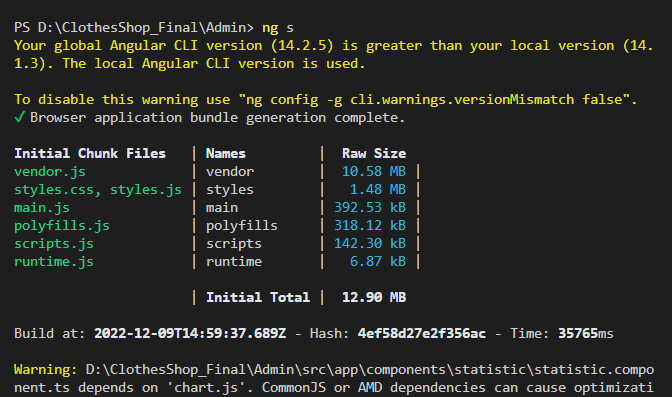 PS D:\ClothesShop_Final\Admin> ng s
Your global Angular CLI version (14.2.5) is greater than your local version (14.
1.3). The local Angular CLI version is used.
To disable this warning use "ng config -g cli.warnings.versionMismatch false".
✓ Browser application bundle generation complete.
Initial Chunk Files | Names | Raw Size
vendor.js | vendor | 10.58 MB |
styles.css, styles.js | styles | 1.48 MB |
main.js | main | 392.53 kB |
polyfills.js | polyfills | 318.12 kB |
scripts.js | scripts | 142.30 kB |
runtime.js | runtime | 6.87 kB |
| Initial Total | 12.90 MB
Build at: 2022-12-09T14:59:37.689Z - Hash: 4ef58d27e2f356ac - Time: 35765ms
Warning: D:\ClothesShop_Final\Admin\src\app\components\statistic\statistic.compo
nent.ts depends on 'chart.js'. CommonJS or AMD dependencies can cause optimizati